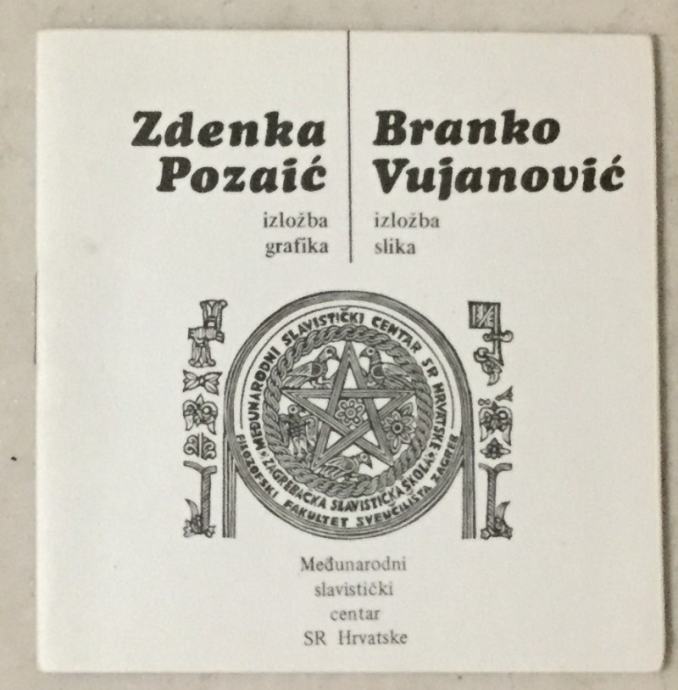 Zdenka
Pozaić
izložba
grafika
Branko
Vujanović
izložba
slika
MEĐUNARODNI SLAVISTIČKI CENTAR SR HRVATSKE
ZAGREBAČKA SLAVISTIČKA ŠKOLA
FILOZOFSKI FAKULTET SVEUČILIŠTA ZAGREB
Međunarodni
slavistički
centar
SR Hrvatske